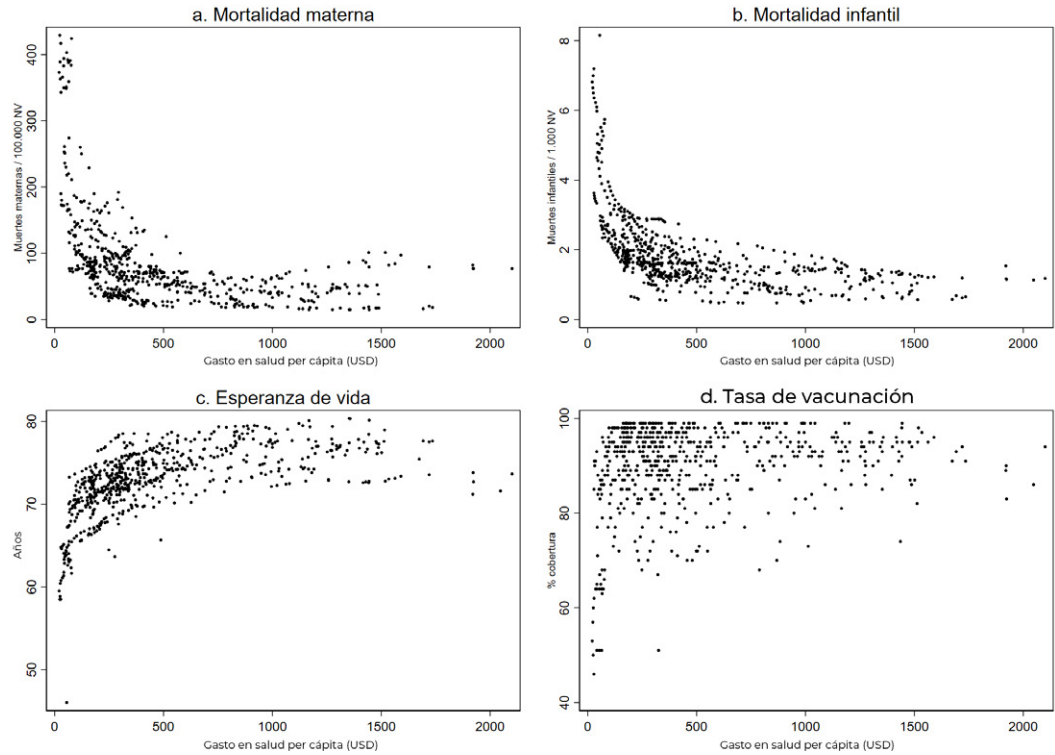 a. Mortalidad materna
Muertes maternas / 100.000 NV
400
300
200
100
0
0 500 1000 1500 2000
Gasto en salud per cápita (USD)
b. Mortalidad infantil
Muertes infantiles / 1.000 NV
8
6
4
2
0
0 500 1000 1500 2000
Gasto en salud per cápita (USD)
c. Esperanza de vida
Años
80
70
60
50
0 500 1000 1500 2000
Gasto en salud per cápita (USD)
d. Tasa de vacunación
% cobertura
100
80
60
40
0 500 1000 1500 2000
Gasto en salud per cápita (USD)